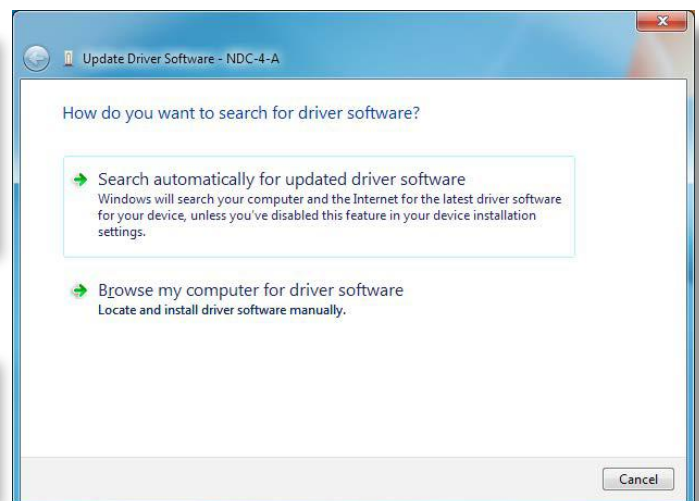 Update Driver Software - NDC-4-A
How do you want to search for driver software?
Search automatically for updated driver software
Windows will search your computer and the Internet for the latest driver software
for your device, unless you've disabled this feature in your device installation
settings.
Browse my computer for driver software
Locate and install driver software manually.
Cancel